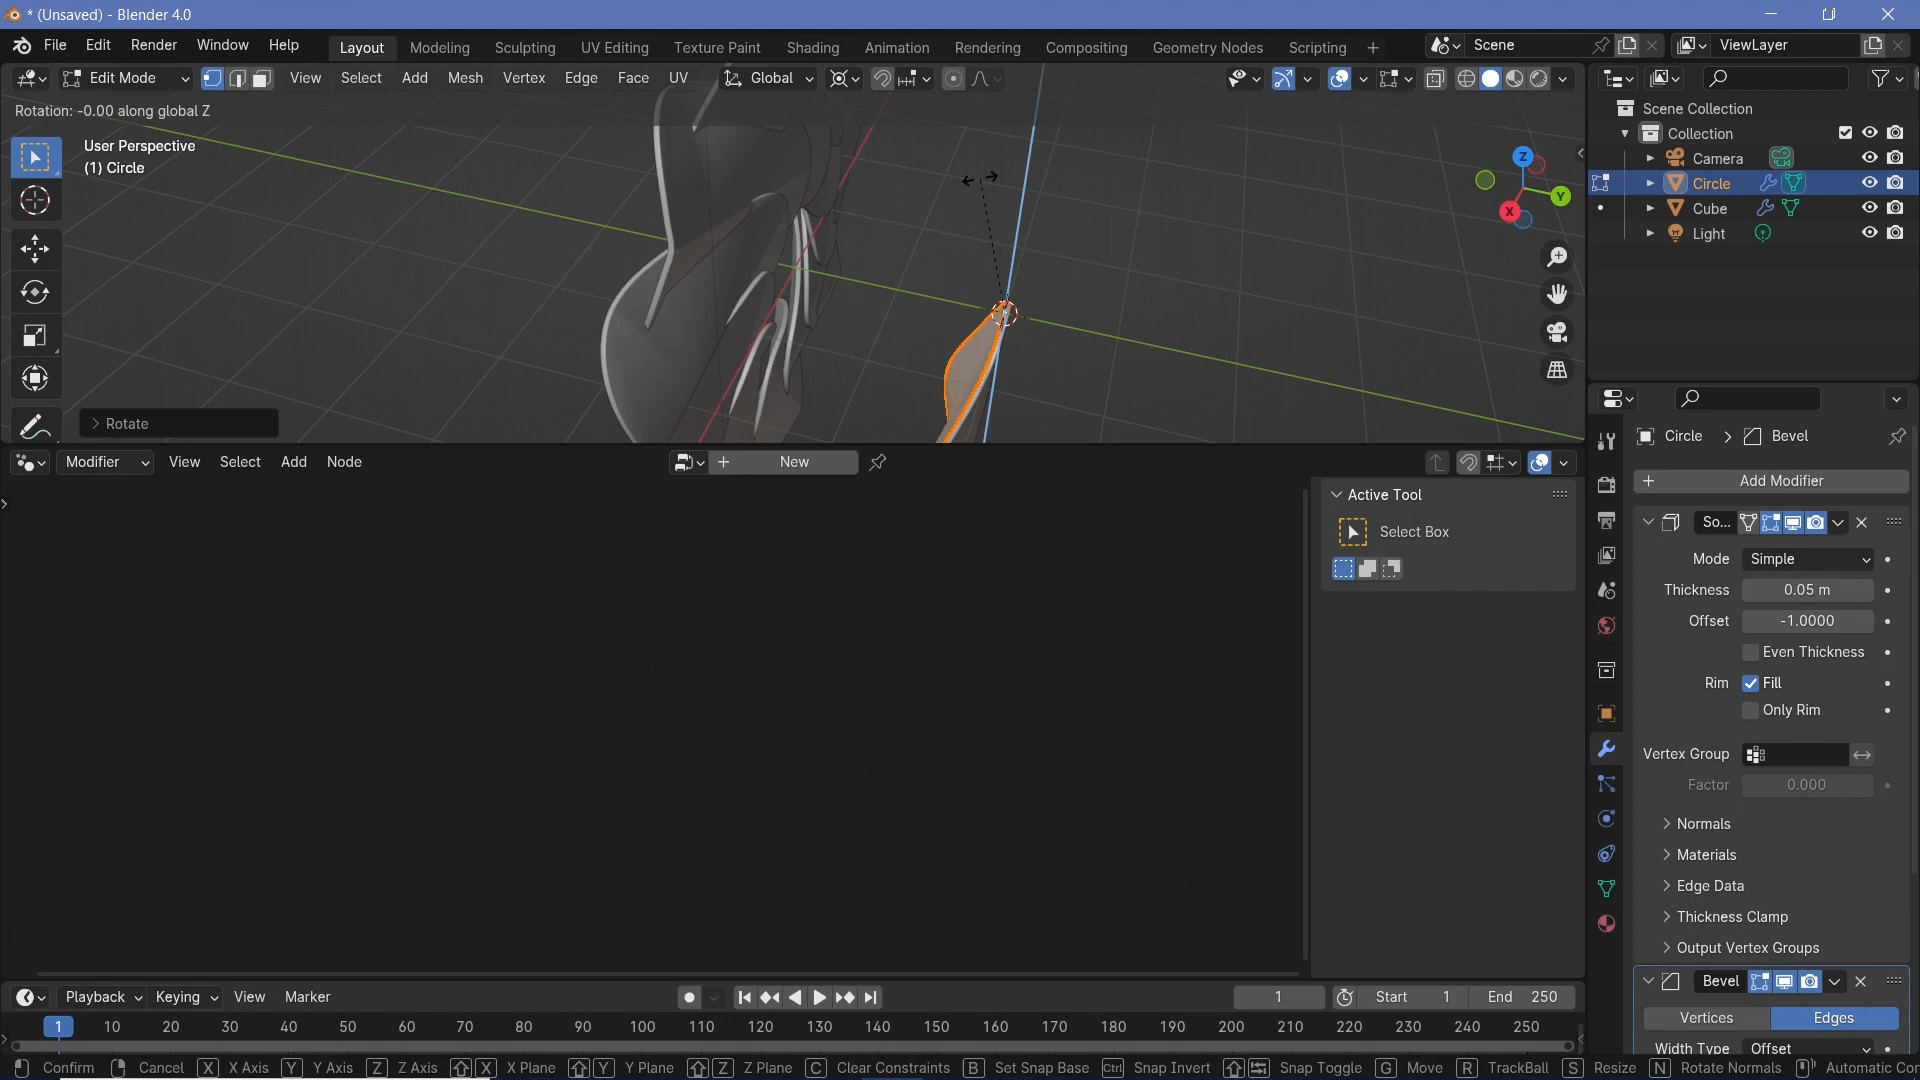 * (Unsaved) - Blender 4.0
File Edit Render Window Help Layout Modeling Sculpting UV Editing Texture Paint Shading Animation Rendering Compositing Geometry Nodes Scripting Scene ViewLayer
Edit Mode View Select Add Mesh Vertex Edge Face UV Global
Rotation: -0.00 along global Z
User Perspective
(1) Circle
Z
Y
X
Rotate
Scene Collection
Collection
Camera
Circle
Cube
Light
Circle Bevel
Add Modifier
So...
Mode Simple
Thickness 0.05 m
Offset -1.0000
Even Thickness
Rim Fill
Only Rim
Vertex Group
Factor 0.000
Normals
Materials
Edge Data
Thickness Clamp
Output Vertex Groups
Bevel
Vertices Edges
Width Type Offset
Modifier View Select Add Node New
Active Tool
Select Box
Playback Keying View Marker 1 Start 1 End 250
1 10 20 30 40 50 60 70 80 90 100 110 120 130 140 150 160 170 180 190 200 210 220 230 240 250
Confirm Cancel X X Axis Y Y Axis Z Z Axis X X Plane Y Y Plane Z Z Plane C Clear Constraints B Set Snap Base Ctrl Snap Invert Snap Toggle G Move R TrackBall S Resize N Rotate Normals Automatic Con